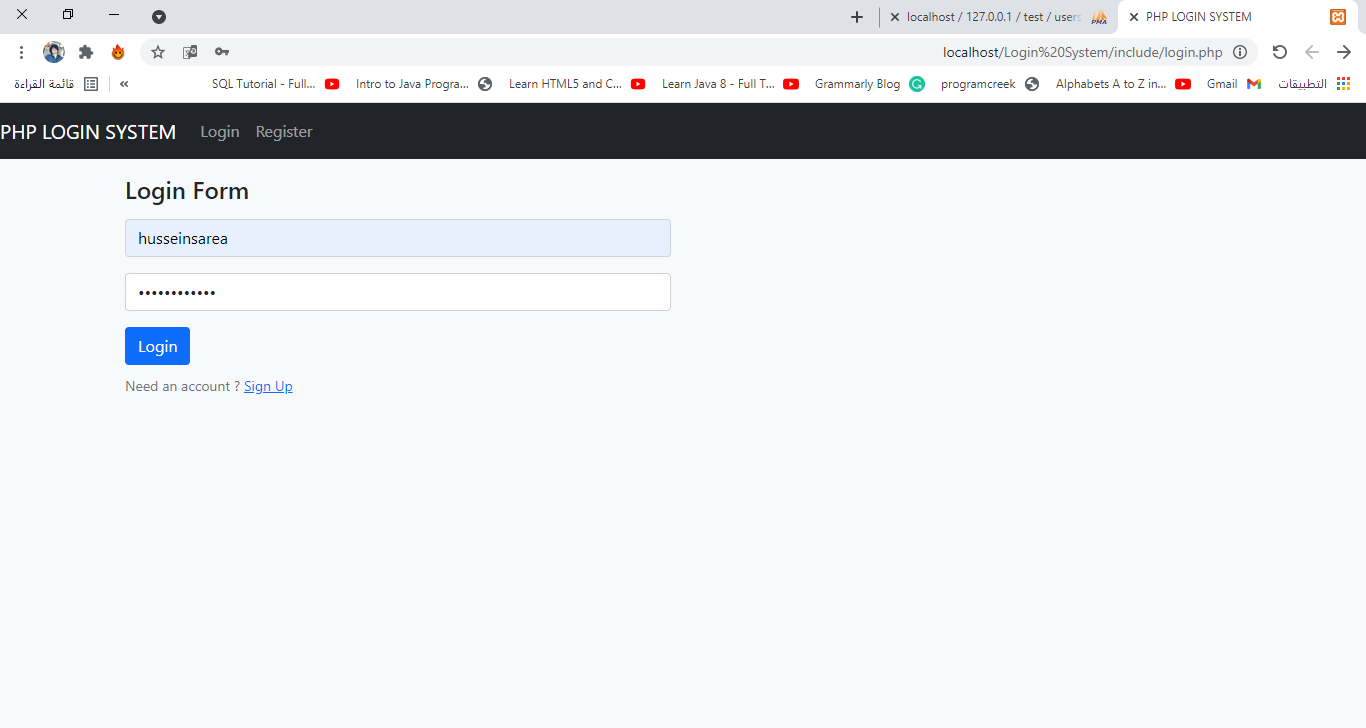 localhost / 127.0.0.1 / test / users
PMA
PHP LOGIN SYSTEM
localhost/Login%20System/include/login.php
قائمة القراءة
«
SQL Tutorial - Full...
Intro to Java Progra...
Learn HTML5 and C...
Learn Java 8 - Full T...
Grammarly Blog
programcreek
Alphabets A to Z in...
Gmail
التطبيقات
PHP LOGIN SYSTEM
Login
Register
Login Form
husseinsarea
••••••••••••
Login
Need an account ? Sign Up